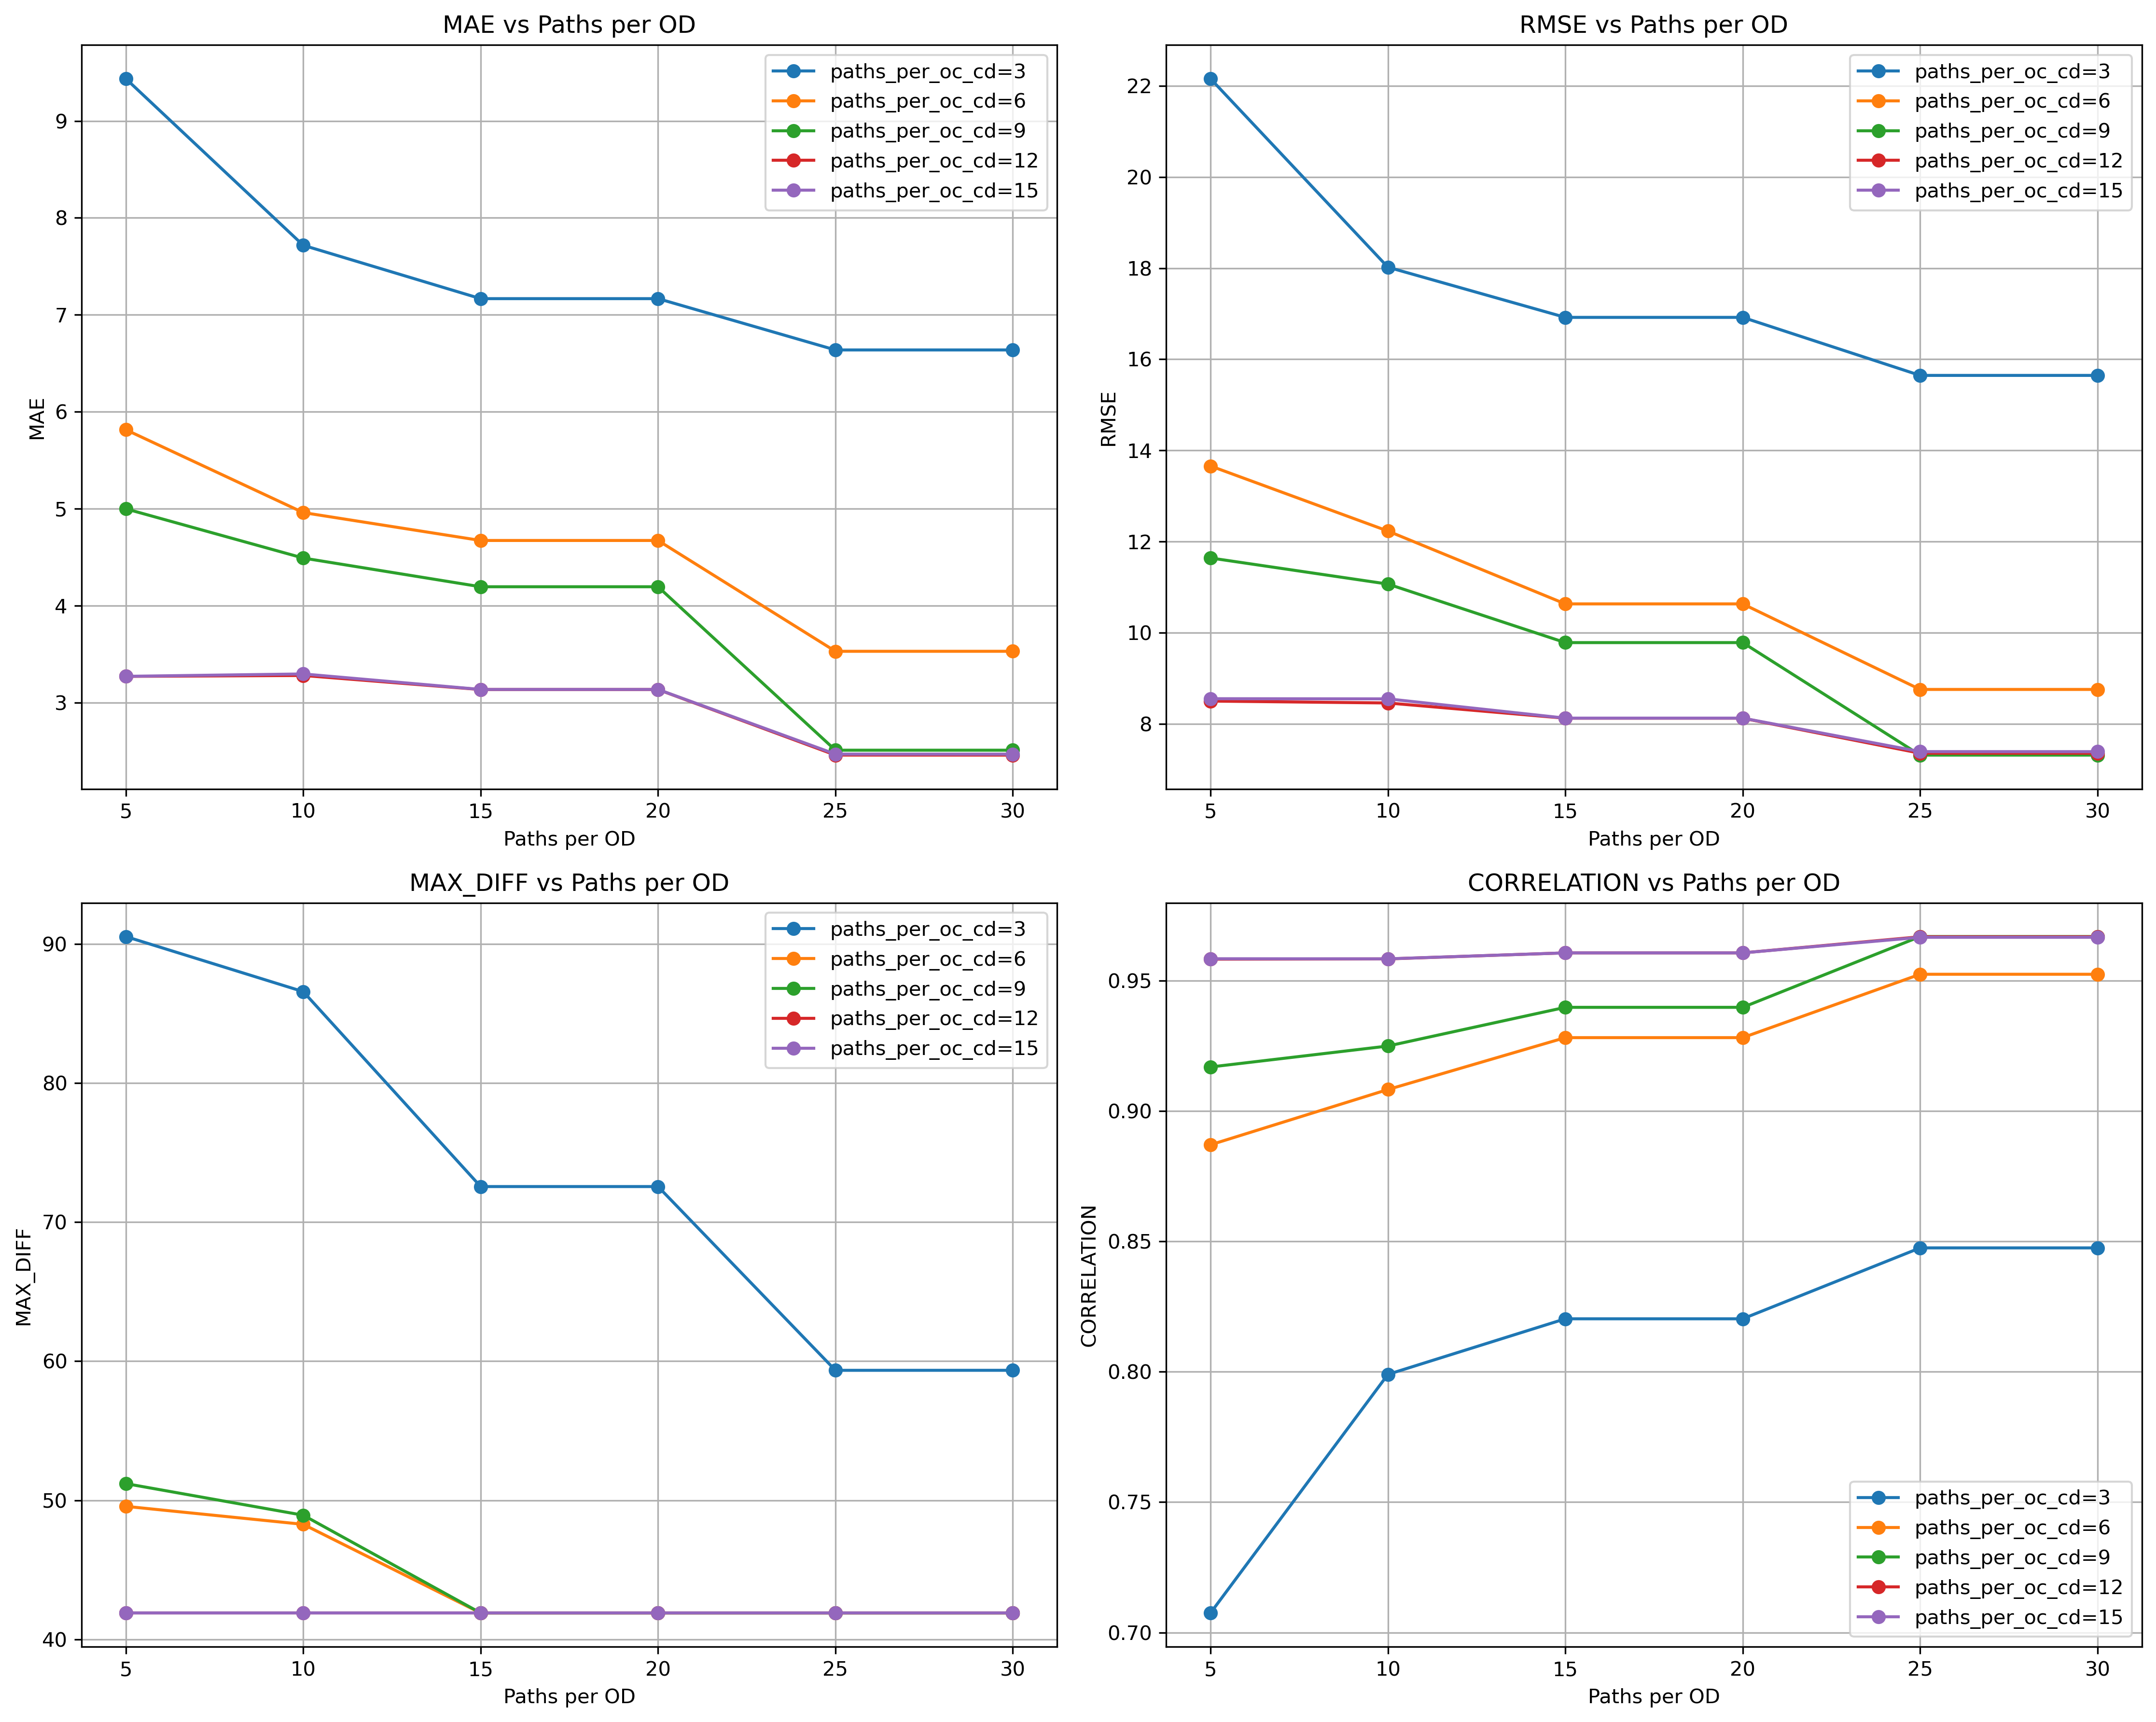 MAE vs Paths per OD
9
8
7
6
5
4
3
MAE
5 10 15 20 25 30
Paths per OD
paths_per_oc_cd=3
paths_per_oc_cd=6
paths_per_oc_cd=9
paths_per_oc_cd=12
paths_per_oc_cd=15
RMSE vs Paths per OD
22
20
18
16
14
12
10
8
RMSE
5 10 15 20 25 30
Paths per OD
paths_per_oc_cd=3
paths_per_oc_cd=6
paths_per_oc_cd=9
paths_per_oc_cd=12
paths_per_oc_cd=15
MAX_DIFF vs Paths per OD
90
80
70
60
50
40
MAX_DIFF
5 10 15 20 25 30
Paths per OD
paths_per_oc_cd=3
paths_per_oc_cd=6
paths_per_oc_cd=9
paths_per_oc_cd=12
paths_per_oc_cd=15
CORRELATION vs Paths per OD
0.95
0.90
0.85
0.80
0.75
0.70
CORRELATION
5 10 15 20 25 30
Paths per OD
paths_per_oc_cd=3
paths_per_oc_cd=6
paths_per_oc_cd=9
paths_per_oc_cd=12
paths_per_oc_cd=15